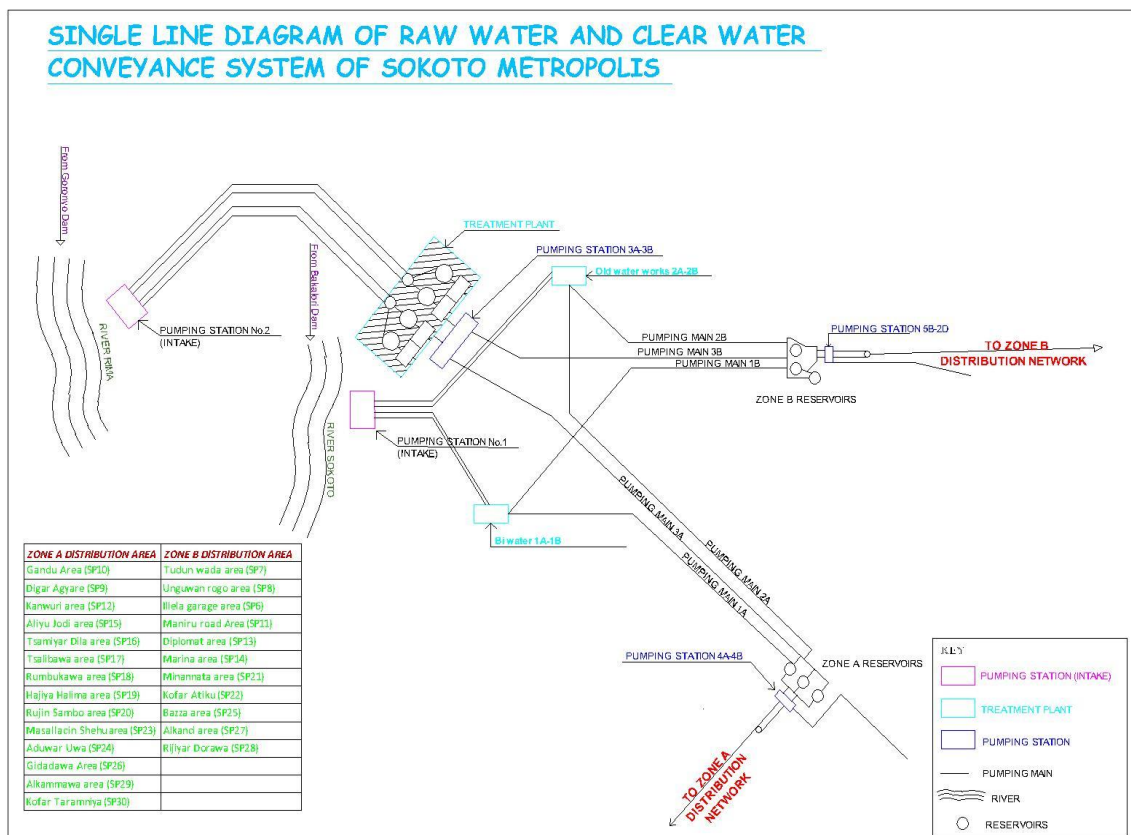 SINGLE LINE DIAGRAM OF RAW WATER AND CLEAR WATER
CONVEYANCE SYSTEM OF SOKOTO METROPOLIS
From Goronyo Dam
From Bakalori Dam
TREATMENT PLANT
PUMPING STATION 3A-3B
Old water works 2A-2B
PUMPING STATION No.2
(INTAKE)
RIVER RIMA
PUMPING MAIN 2B
PUMPING MAIN 3B
PUMPING MAIN 1B
PUMPING STATION 5B-2D
TO ZONE B
DISTRIBUTION NETWORK
ZONE B RESERVOIRS
PUMPING STATION No.1
(INTAKE)
RIVER SOKOTO
Bi water 1A-1B
PUMPING MAIN 3A
PUMPING MAIN 2A
PUMPING MAIN 1A
PUMPING STATION 4A-4B
ZONE A RESERVOIRS
TO ZONE A
DISTRIBUTION
NETWORK
ZONE A DISTRIBUTION AREA ZONE B DISTRIBUTION AREA
Gandu Area (SP10) Tudun wada area (SP7)
Digar Agyare (SP9) Unguwan rogo area (SP8)
Kanwuri area (SP12) Illela garage area (SP6)
Aliyu Jodi area (SP15) Maniru road Area (SP11)
Tsamiyar Dila area (SP16) Diplomat area (SP13)
Tsalibawa area (SP17) Marina area (SP14)
Rumbukawa area (SP18) Minannata area (SP21)
Hajiya Halima area (SP19) Kofar Atiku (SP22)
Rujin Sambo area (SP20) Bazza area (SP25)
Masallacin Shehu area (SP23) Alkanci area (SP27)
Aduwar Uwa (SP24) Rijiyar Dorawa (SP28)
Gidadawa Area (SP26)
Alkammawa area (SP29)
Kofar Taramniya (SP30)
KEY
PUMPING STATION (INTAKE)
TREATMENT PLANT
PUMPING STATION
PUMPING MAIN
RIVER
RESERVOIRS